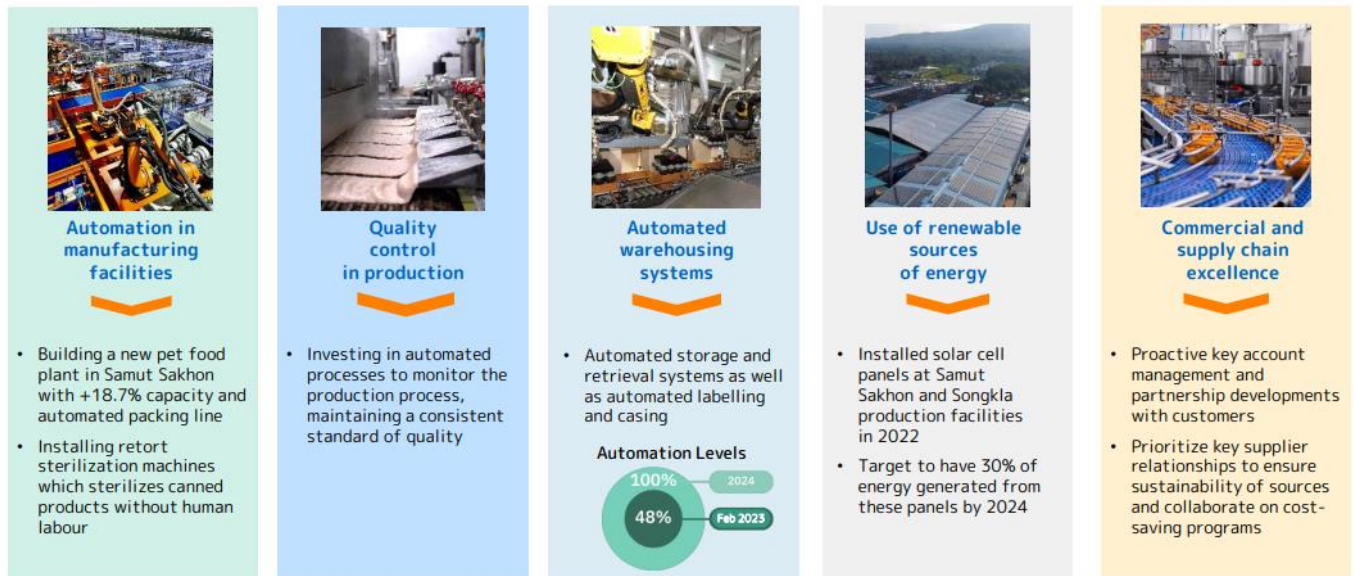 Automation in
manufacturing
facilities
• Building a new pet food
plant in Samut Sakhon
with +18.7% capacity and
automated packing line
• Installing retort
sterilization machines
which sterilizes canned
products without human
labour
Quality
control
in production
• Investing in automated
processes to monitor the
production process,
maintaining a consistent
standard of quality
Automated
warehousing
systems
• Automated storage and
retrieval systems as well
as automated labelling
and casing
Automation Levels
100%
2024
48%
Feb 2023
Use of renewable
sources
of energy
• Installed solar cell
panels at Samut
Sakhon and Songkla
production facilities
in 2022
• Target to have 30% of
energy generated from
these panels by 2024
Commercial and
supply chain
excellence
• Proactive key account
management and
partnership developments
with customers
• Prioritize key supplier
relationships to ensure
sustainability of sources
and collaborate on cost-
saving programs